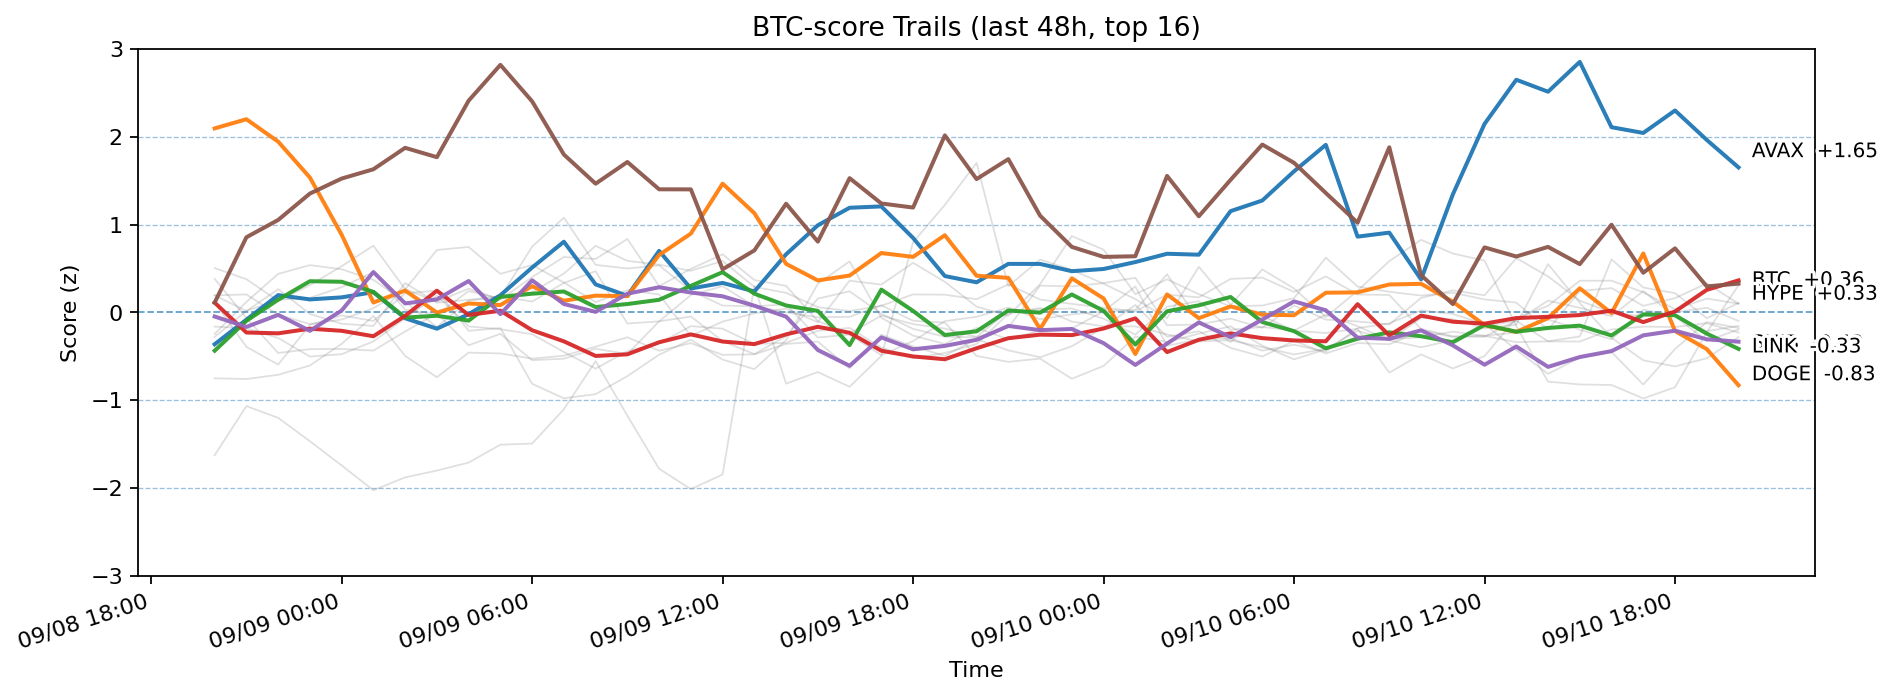 BTC-score Trails (last 48h, top 16)
3
2
1
0
−1
−2
−3
Score (z)
AVAX +1.65
BTC +0.36
HYPE +0.33
LINK -0.33
DOGE -0.83
09/08 18:00
09/09 00:00
09/09 06:00
09/09 12:00
09/09 18:00
09/10 00:00
09/10 06:00
09/10 12:00
09/10 18:00
Time